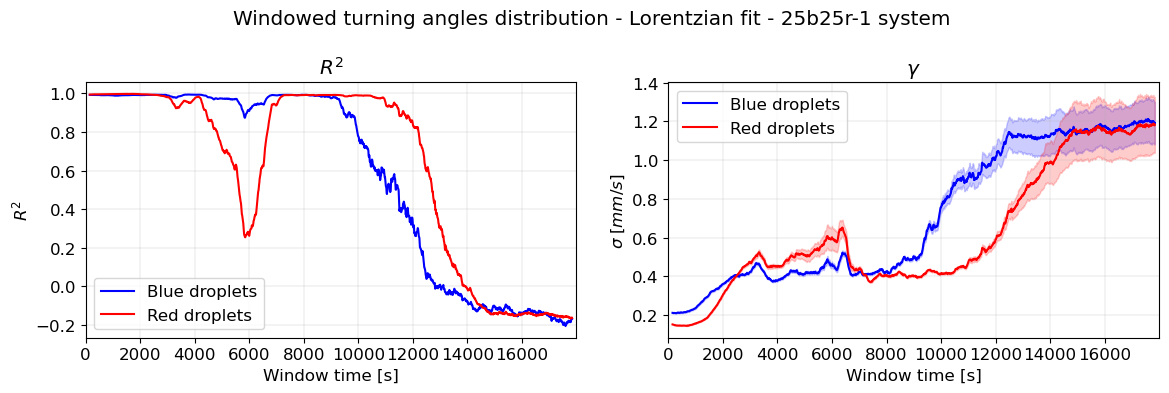 Windowed turning angles distribution - Lorentzian fit - 25b25r-1 system
R²
1.0
0.8
0.6
0.4
0.2
0.0
−0.2
R²
Blue droplets
Red droplets
0 2000 4000 6000 8000 10000 12000 14000 16000
Window time [s]
γ
1.4
1.2
1.0
0.8
0.6
0.4
0.2
σ [mm/s]
Blue droplets
Red droplets
0 2000 4000 6000 8000 10000 12000 14000 16000
Window time [s]